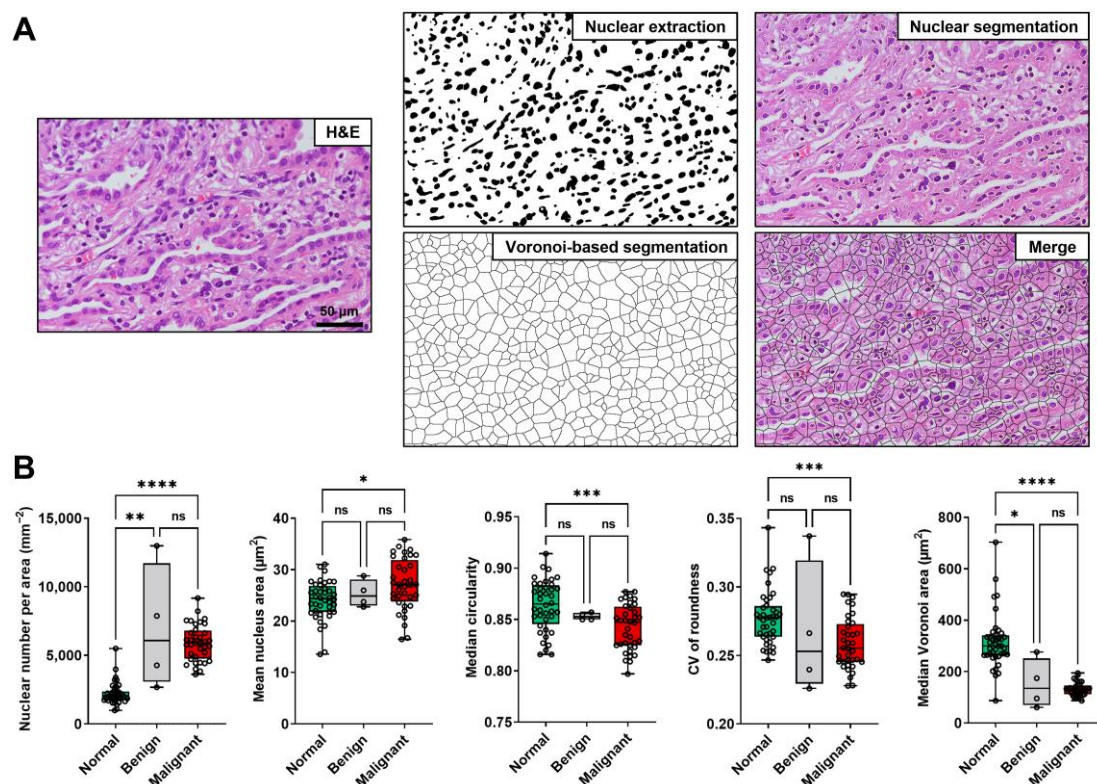 A
H&E
50 μm
Nuclear extraction
Nuclear segmentation
Voronoi-based segmentation
Merge
B
Nuclear number per area (mm⁻²)
15,000
10,000
5,000
0
****
**
ns
Normal
Benign
Malignant
Mean nucleus area (μm²)
40
30
20
10
0
*
ns
ns
Normal
Benign
Malignant
Median circularity
0.95
0.90
0.85
0.80
0.75
***
ns
ns
Normal
Benign
Malignant
CV of roundness
0.35
0.30
0.25
0.20
***
ns
ns
Normal
Benign
Malignant
Median Voronoi area (μm²)
800
600
400
200
0
****
*
ns
Normal
Benign
Malignant